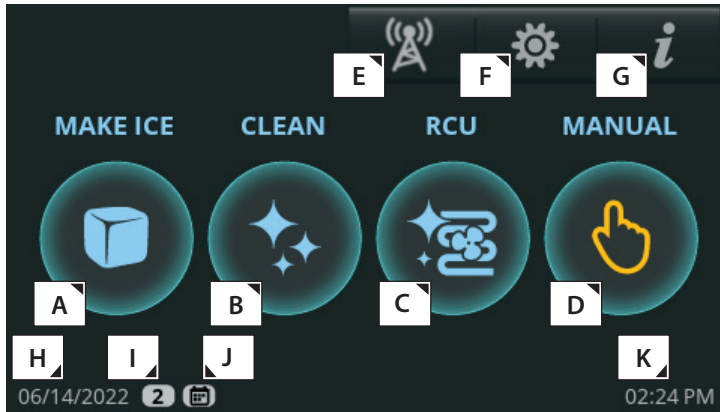 E F G
MAKE ICE CLEAN RCU MANUAL
A B C D
H I J K
06/14/2022 2 02:24 PM